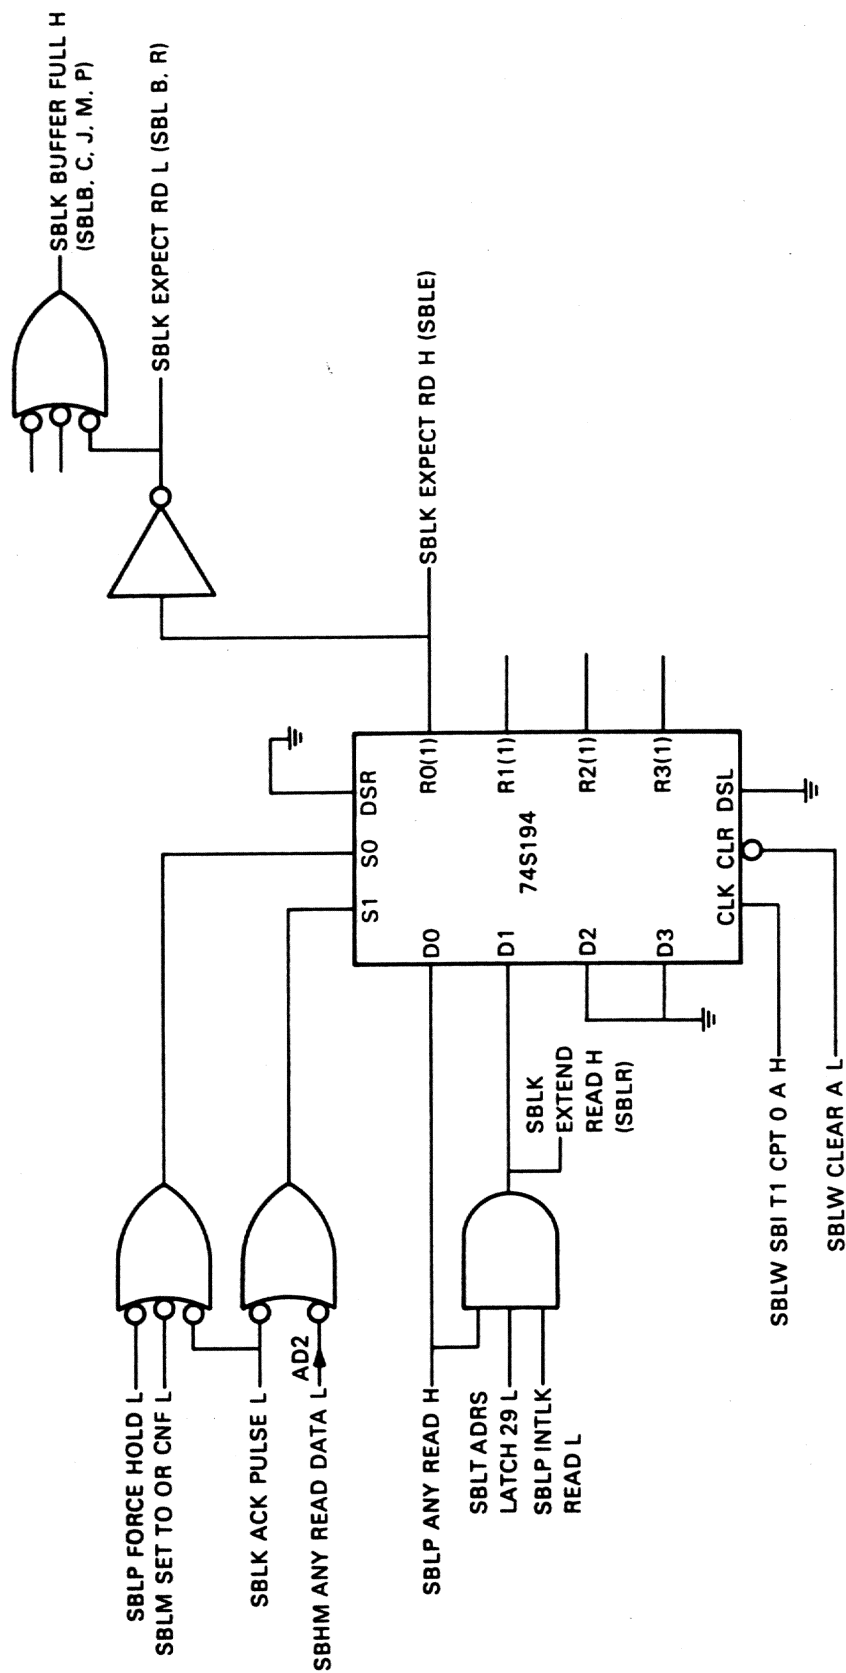 SBLP FORCE HOLD L
SBLM SET TO OR CNF L
SBLK ACK PULSE L
SBHM ANY READ DATA L
AD2
SBLP ANY READ H
SBLT ADRS
LATCH 29 L
SBLP INTLK
READ L
SBLK
EXTEND
READ H
(SBLR)
SBLW SBI T1 CPT 0 A H
SBLW CLEAR A L
S1
S0
DSR
D0
D1
D2
D3
74S194
R0(1)
R1(1)
R2(1)
R3(1)
CLK
CLR
DSL
SBLK EXPECT RD H (SBLE)
SBLK BUFFER FULL H
(SBLB, C, J, M, P)
SBLK EXPECT RD L (SBL B, R)